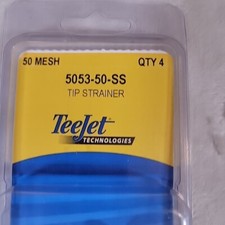 50 MESH QTY 4
5053-50-SS
TIP STRAINER
TeeJet
TECHNOLOGIES